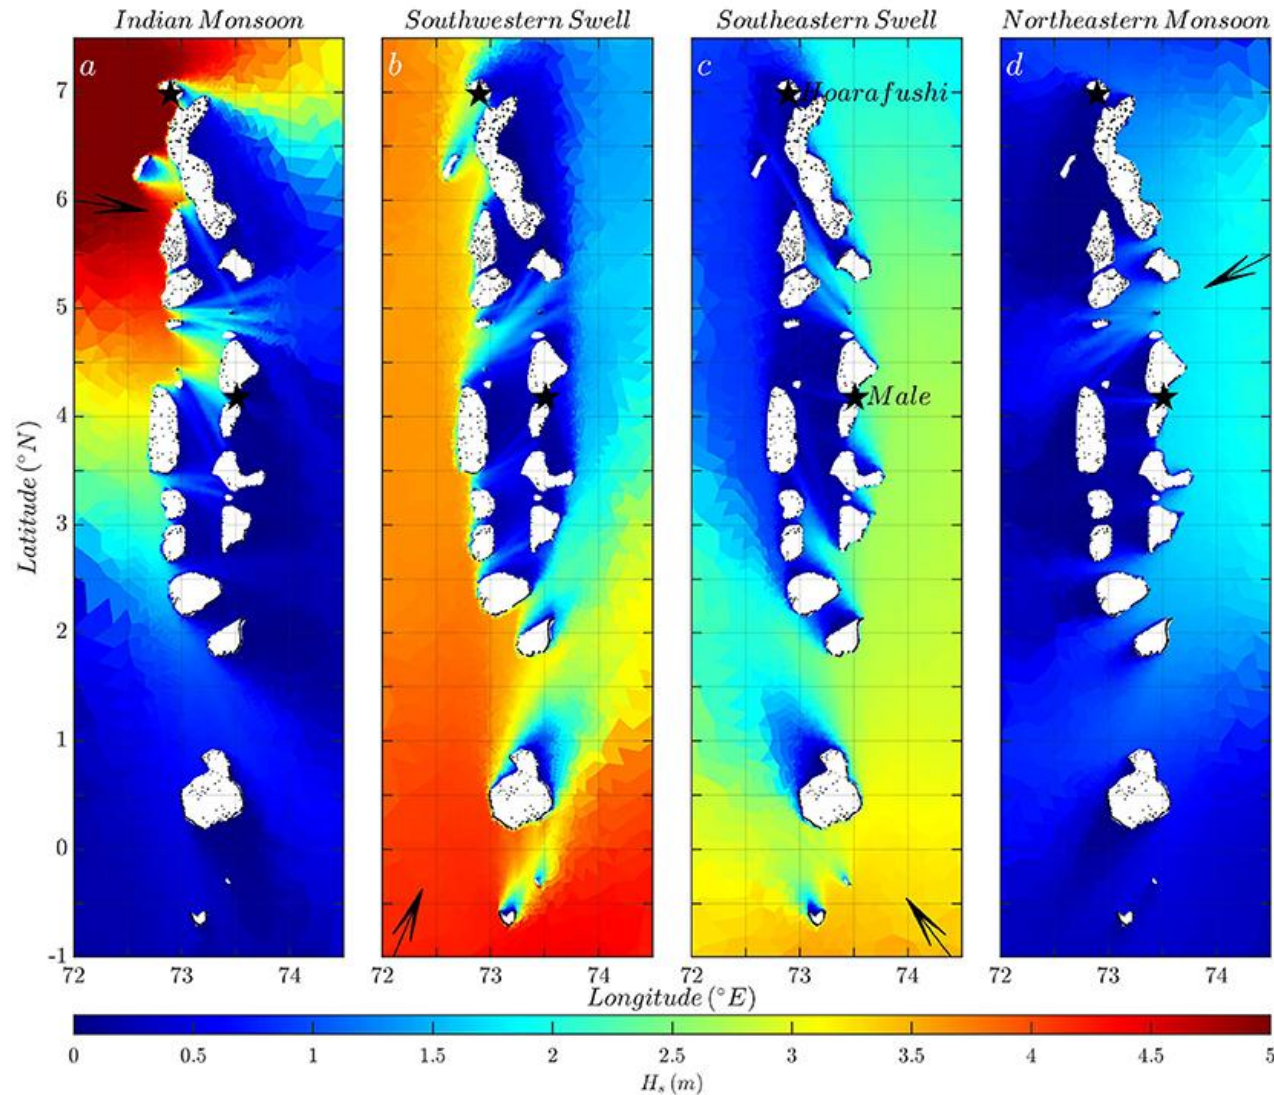 Indian Monsoon
Southwestern Swell
Southeastern Swell
Northeastern Monsoon
a
b
c
d
Hoarafushi
Male
7
6
5
4
3
2
1
0
-1
Latitude (° N)
72 73 74
72 73 74
72 73 74
72 73 74
Longitude (° E)
0 0.5 1 1.5 2 2.5 3 3.5 4 4.5 5
Hₛ (m)